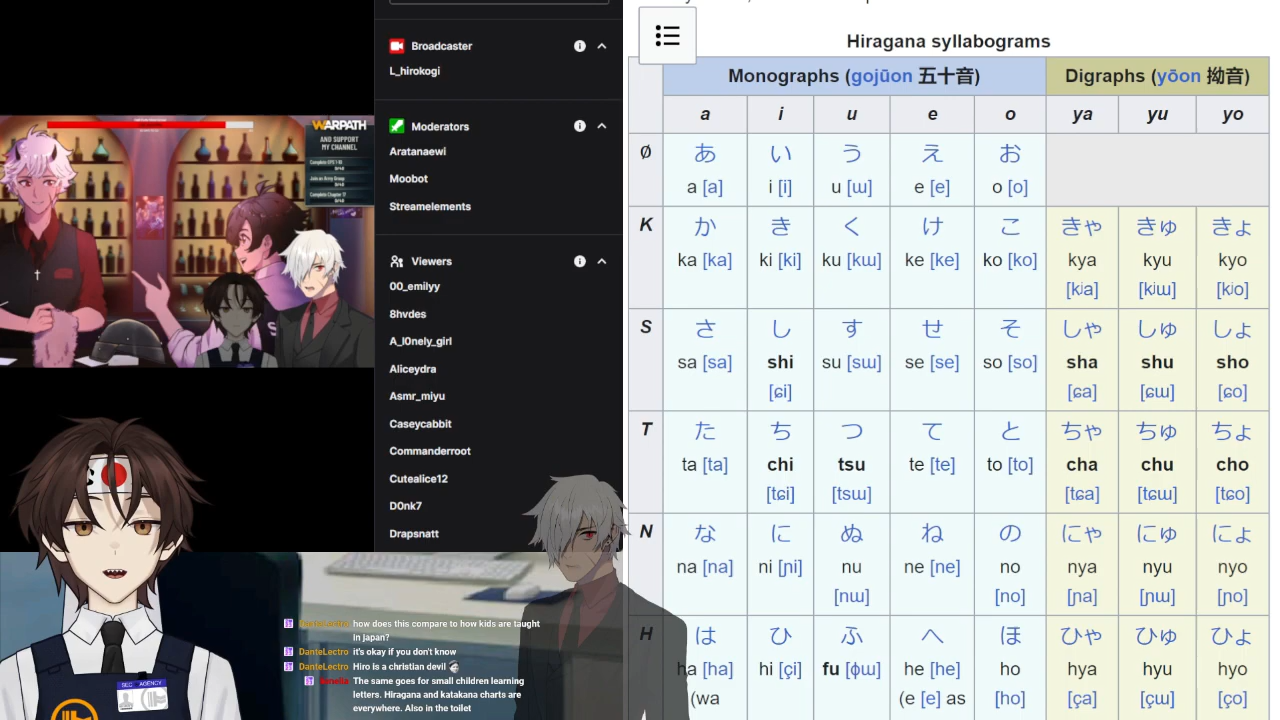 WARPATH
AND SUPPORT
MY CHANNEL
Broadcaster
L_hirokogi
Moderators
Aratanaewi
Moobot
Streamelements
Viewers
00_emilyy
8hvdes
A_l0nely_girl
Aliceydra
Asmr_miyu
Caseycabbit
Commanderroot
Cutealice12
D0nk7
Drapsnatt
how does this compare to how kids are taught
in japan?
DanteLectro it's okay if you don't know
DanteLectro Hiro is a christian devil
The same goes for small children learning
letters. Hiragana and katakana charts are
everywhere. Also in the toilet
SEC AGENCY
Hiragana syllabograms
Monographs (gojūon 五十音) Digraphs (yōon 拗音)
a i u e o ya yu yo
Ø あ い う え お
a [a] i [i] u [ɯ] e [e] o [o]
K か き く け こ きゃ きゅ きょ
ka [ka] ki [ki] ku [kɯ] ke [ke] ko [ko] kya kyu kyo
[kʲa] [kʲɯ] [kʲo]
S さ し す せ そ しゃ しゅ しょ
sa [sa] shi su [sɯ] se [se] so [so] sha shu sho
[ɕi] [ɕa] [ɕɯ] [ɕo]
T た ち つ て と ちゃ ちゅ ちょ
ta [ta] chi tsu te [te] to [to] cha chu cho
[tɕi] [tsɯ] [tɕa] [tɕɯ] [tɕo]
N な に ぬ ね の にゃ にゅ にょ
na [na] ni [ɲi] nu ne [ne] no nya nyu nyo
[nɯ] [no] [ɲa] [ɲɯ] [ɲo]
H は ひ ふ へ ほ ひゃ ひゅ ひょ
ha [ha] hi [çi] fu [ɸɯ] he [he] ho hya hyu hyo
(wa (e [e] as [ho] [ça] [çɯ] [ço]